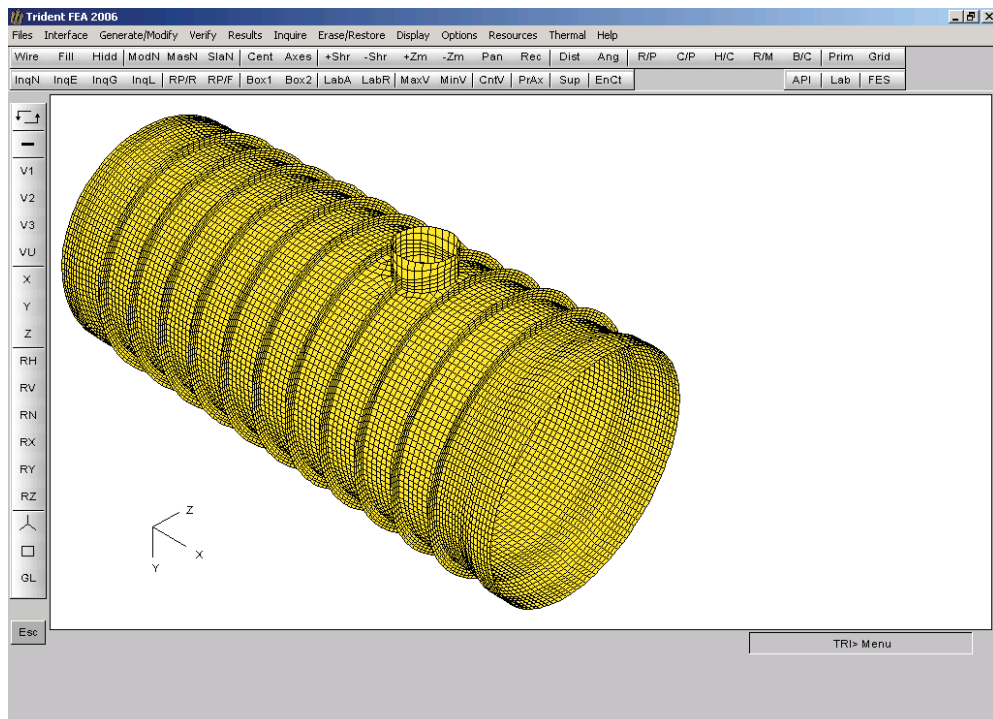 Trident FEA 2006
Files Interface Generate/Modify Verify Results Inquire Erase/Restore Display Options Resources Thermal Help
Wire Fill Hidd ModN MasN SlaN Cent Axes +Shr -Shr +Zm -Zm Pan Rec Dist Ang R/P C/P H/C R/M B/C Prim Grid
InqN InqE InqG InqL RP/R RP/F Box1 Box2 LabA LabR MaxV MinV CntV PrAx Sup EnCt API Lab FES
V1
V2
V3
VU
X
Y
Z
RH
RV
RN
RX
RY
RZ
GL
Esc
Z
X
Y
TRI> Menu